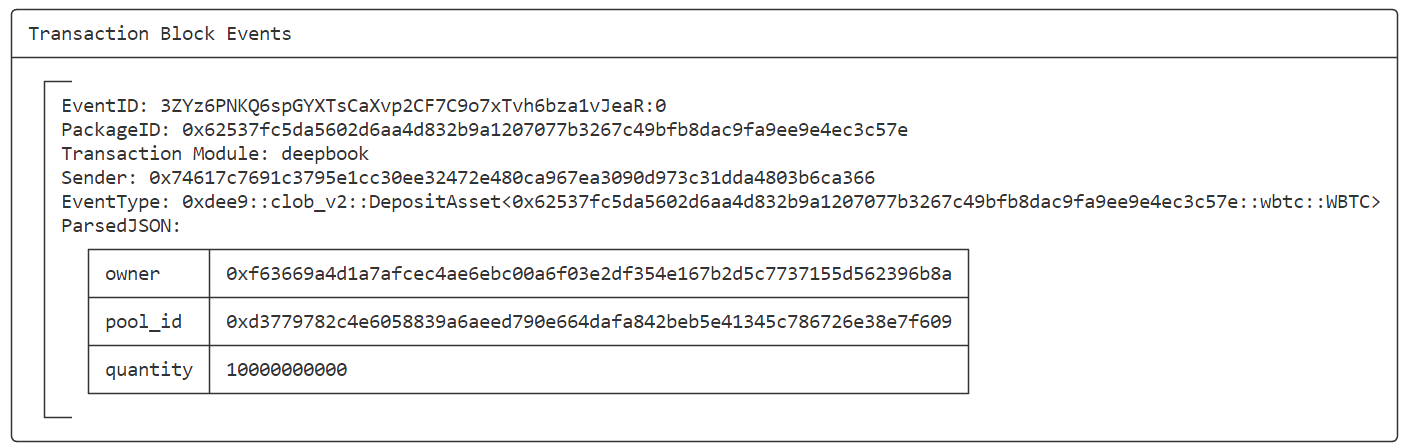 Transaction Block Events
EventID: 3ZYz6PNKQ6spGYXTsCaXvp2CF7C9o7xTvh6bza1vJeaR:0
PackageID: 0x62537fc5da5602d6aa4d832b9a1207077b3267c49bfb8dac9fa9ee9e4ec3c57e
Transaction Module: deepbook
Sender: 0x74617c7691c3795e1cc30ee32472e480ca967ea3090d973c31dda4803b6ca366
EventType: 0xdee9::clob_v2::DepositAsset<0x62537fc5da5602d6aa4d832b9a1207077b3267c49bfb8dac9fa9ee9e4ec3c57e::wbtc::WBTC>
ParsedJSON:
owner 0xf63669a4d1a7afcec4ae6ebc00a6f03e2df354e167b2d5c7737155d562396b8a
pool_id 0xd3779782c4e6058839a6aeed790e664dafa842beb5e41345c786726e38e7f609
quantity 10000000000